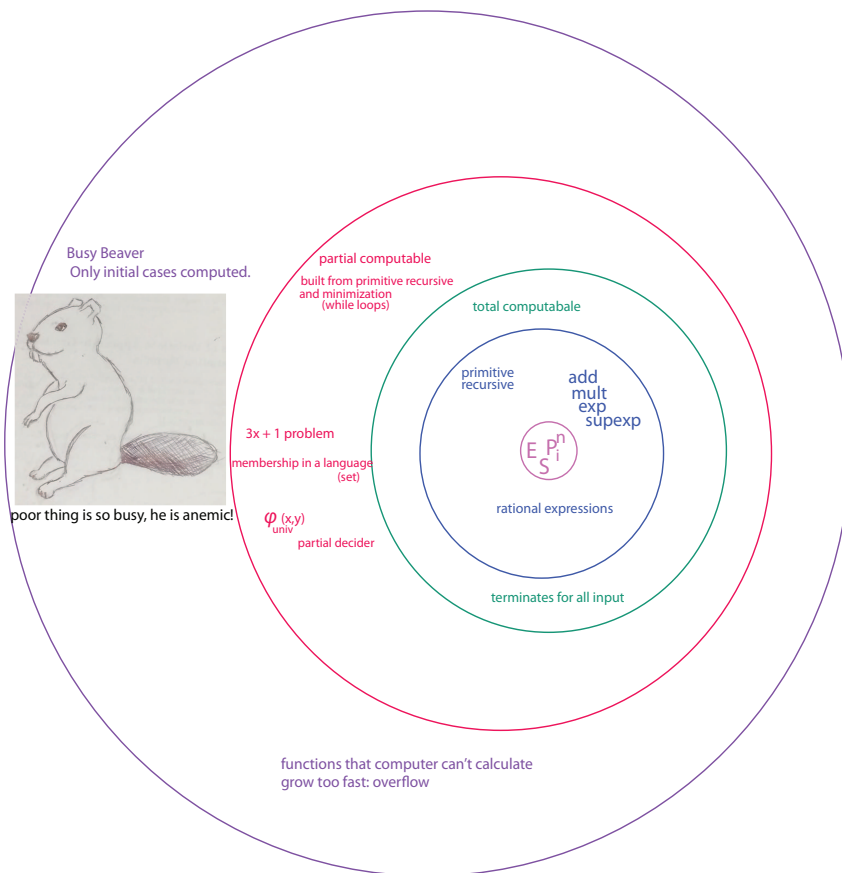 Busy Beaver
Only initial cases computed.
poor thing is so busy, he is anemic!
partial computable
built from primitive recursive
and minimization
(while loops)
3x + 1 problem
membership in a language
(set)
φ univ (x,y)
partial decider
total computabale
primitive
recursive
add
mult
exp
supexp
E S P i n
rational expressions
terminates for all input
functions that computer can’t calculate
grow too fast: overflow